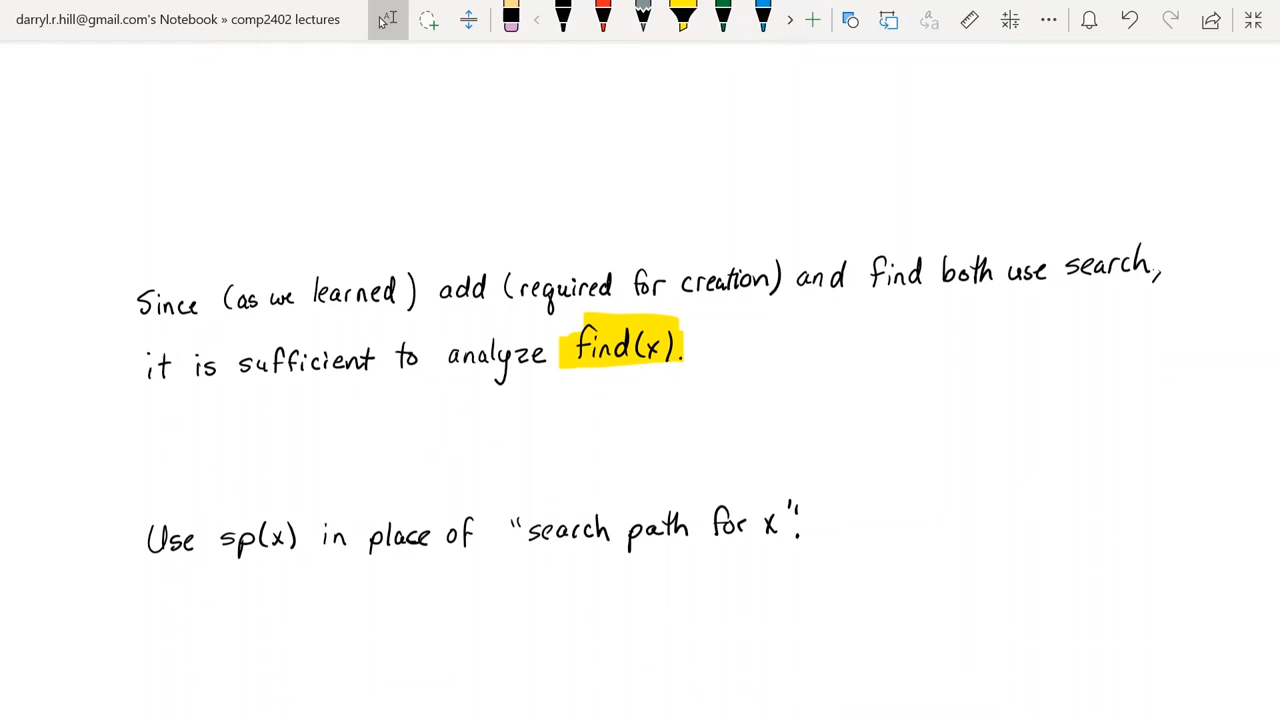 darryl.r.hill@gmail.com's Notebook » comp2402 lectures
Since (as we learned) add (required for creation) and find both use search,
it is sufficient to analyze find(x).
Use sp(x) in place of "search path for x".